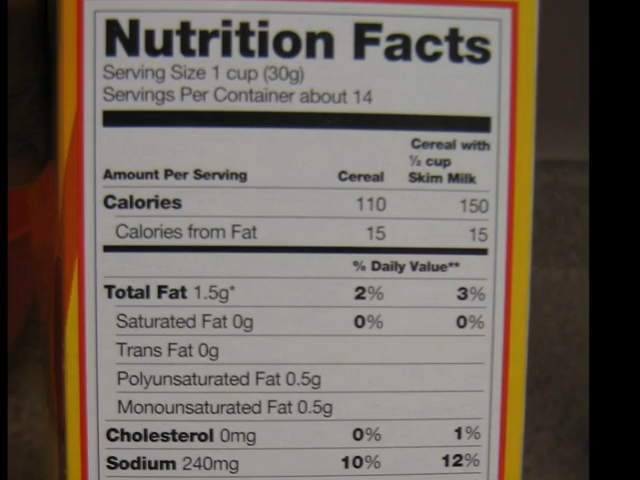 Nutrition Facts
Serving Size 1 cup (30g)
Servings Per Container about 14
Cereal with
½ cup
Amount Per Serving Cereal Skim Milk
Calories 110 150
Calories from Fat 15 15
% Daily Value**
Total Fat 1.5g* 2% 3%
Saturated Fat 0g 0% 0%
Trans Fat 0g
Polyunsaturated Fat 0.5g
Monounsaturated Fat 0.5g
Cholesterol 0mg 0% 1%
Sodium 240mg 10% 12%